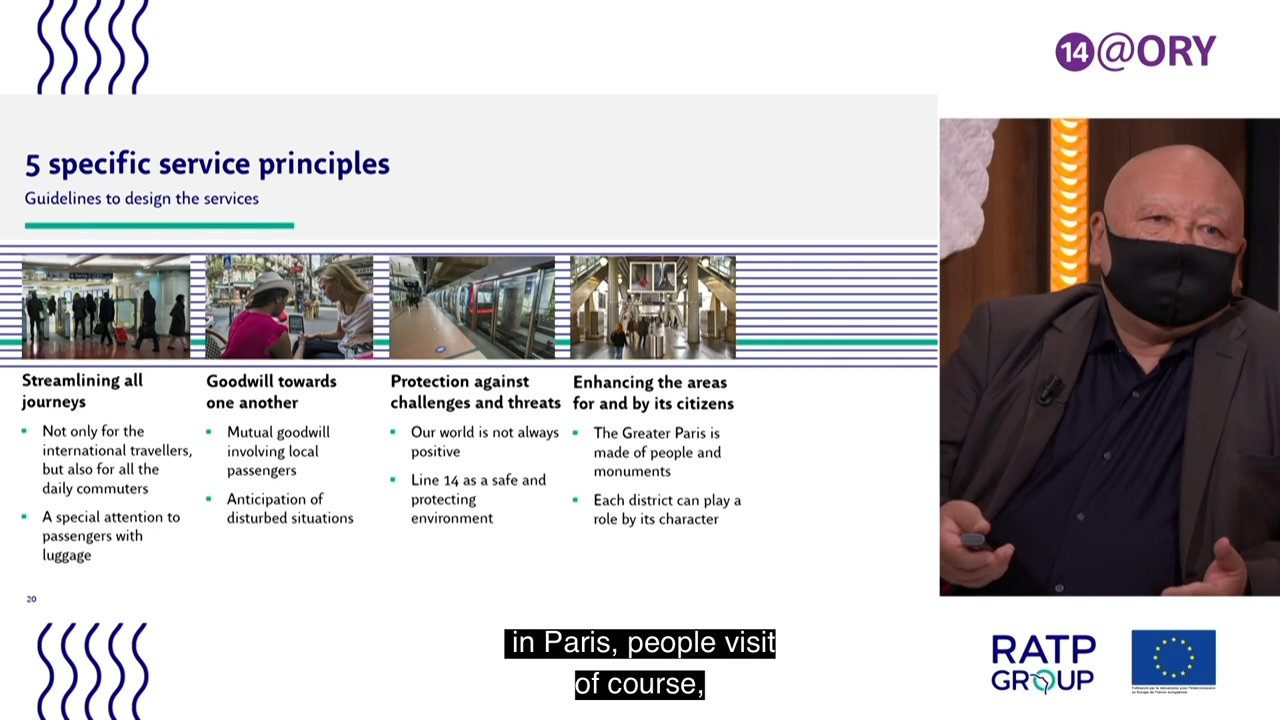 14@ORY
5 specific service principles
Guidelines to design the services
Streamlining all
journeys
Not only for the
international travellers,
but also for all the
daily commuters
A special attention to
passengers with
luggage
Goodwill towards
one another
Mutual goodwill
involving local
passengers
Anticipation of
disturbed situations
Protection against
challenges and threats
Our world is not always
positive
Line 14 as a safe and
protecting
environment
Enhancing the areas
for and by its citizens
The Greater Paris is
made of people and
monuments
Each district can play a
role by its character
20
in Paris, people visit
of course,
RATP
GROUP